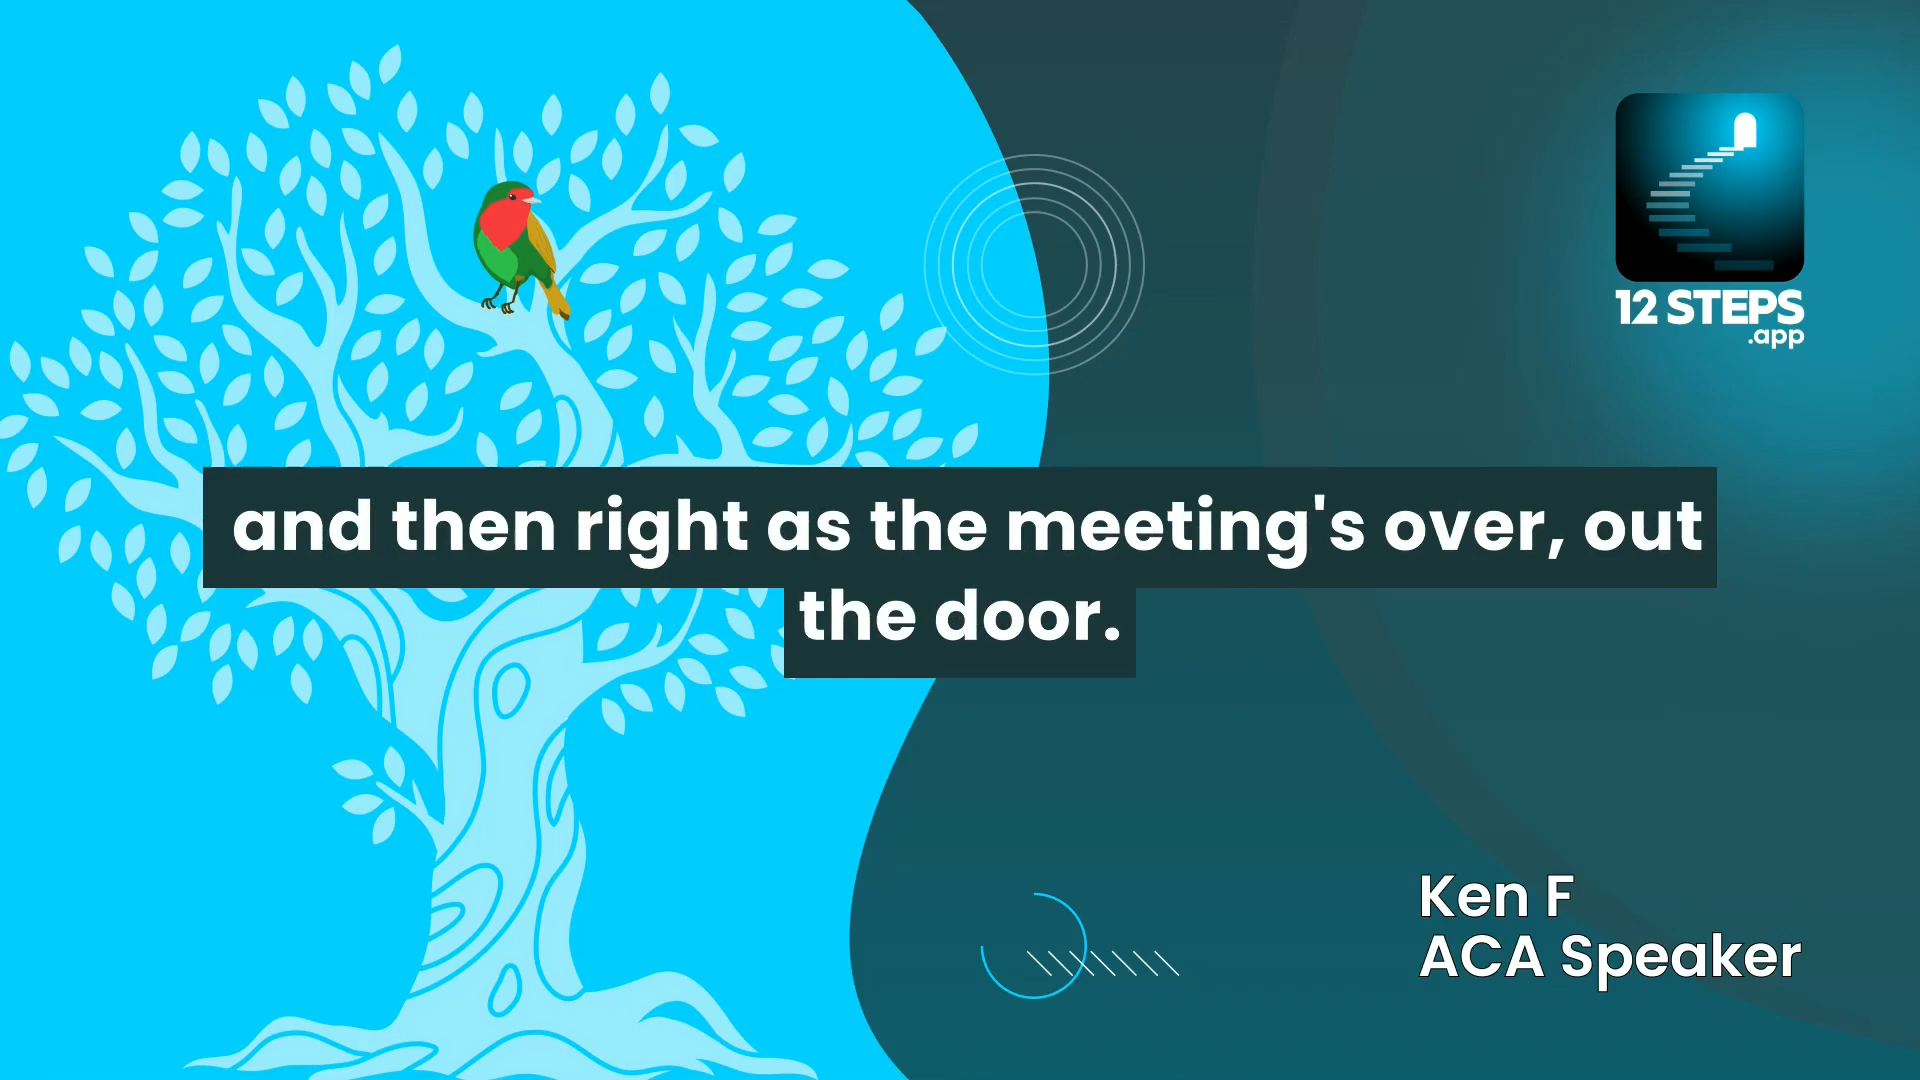 12 STEPS
.app
and then right as the meeting's over, out
the door.
Ken F
ACA Speaker